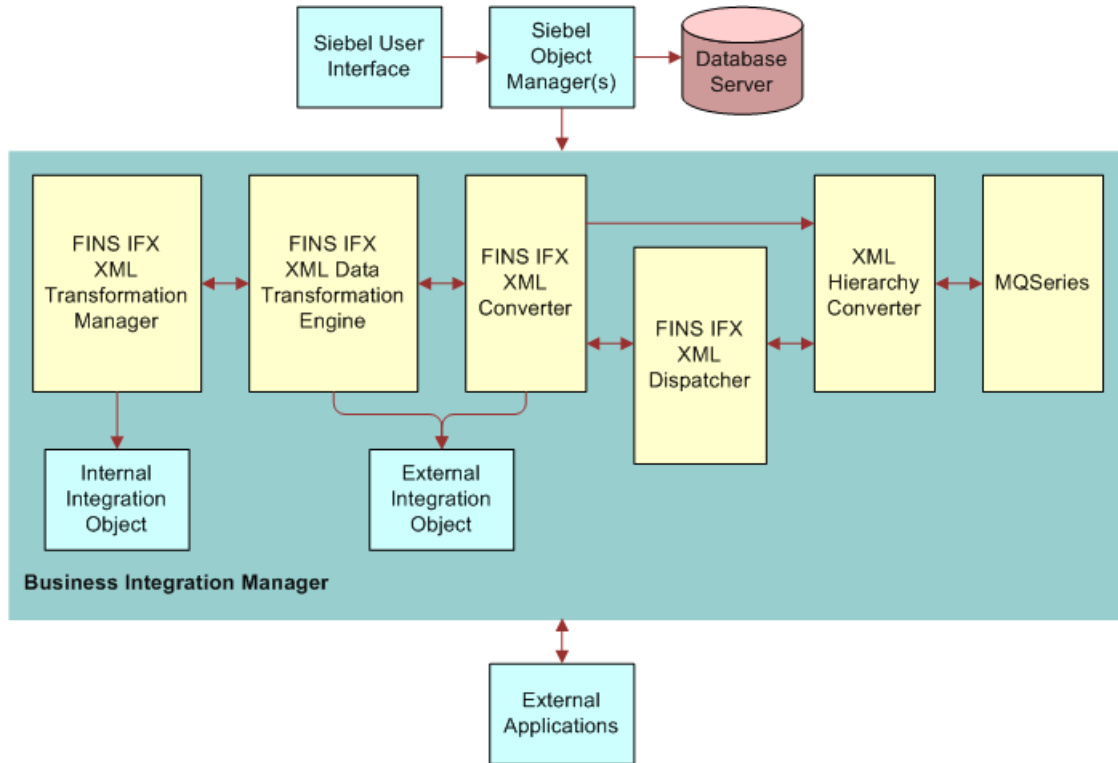 Siebel User
Interface
Siebel
Object
Manager(s)
Database
Server
FINS IFX
XML
Transformation
Manager
FINS IFX
XML Data
Transformation
Engine
FINS IFX
XML
Converter
FINS IFX
XML
Dispatcher
XML
Hierarchy
Converter
MQSeries
Internal
Integration
Object
External
Integration
Object
Business Integration Manager
External
Applications